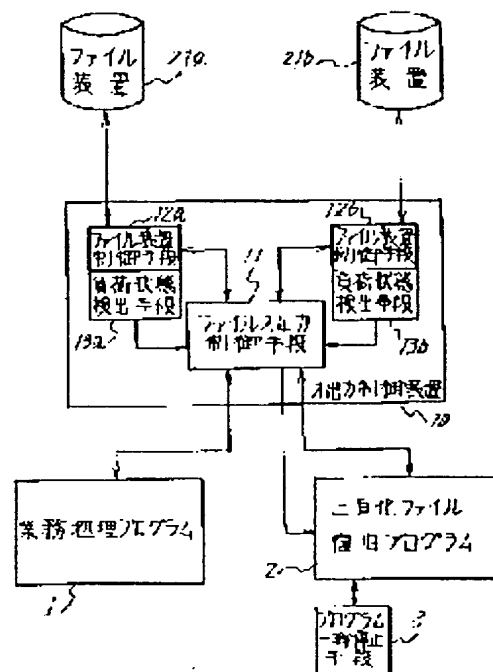 ファイル
装置
21a
ファイル
装置
21b
12a
ファイル装置
制御手段
負荷状態
検出手段
13a
11
ファイル入出力
制御手段
12b
ファイル装置
制御手段
負荷状態
検出手段
13b
入出力制御装置
10
業務処理プログラム
1
二重化ファイル
復旧プログラム
2
プログラム
一時停止
手段
3